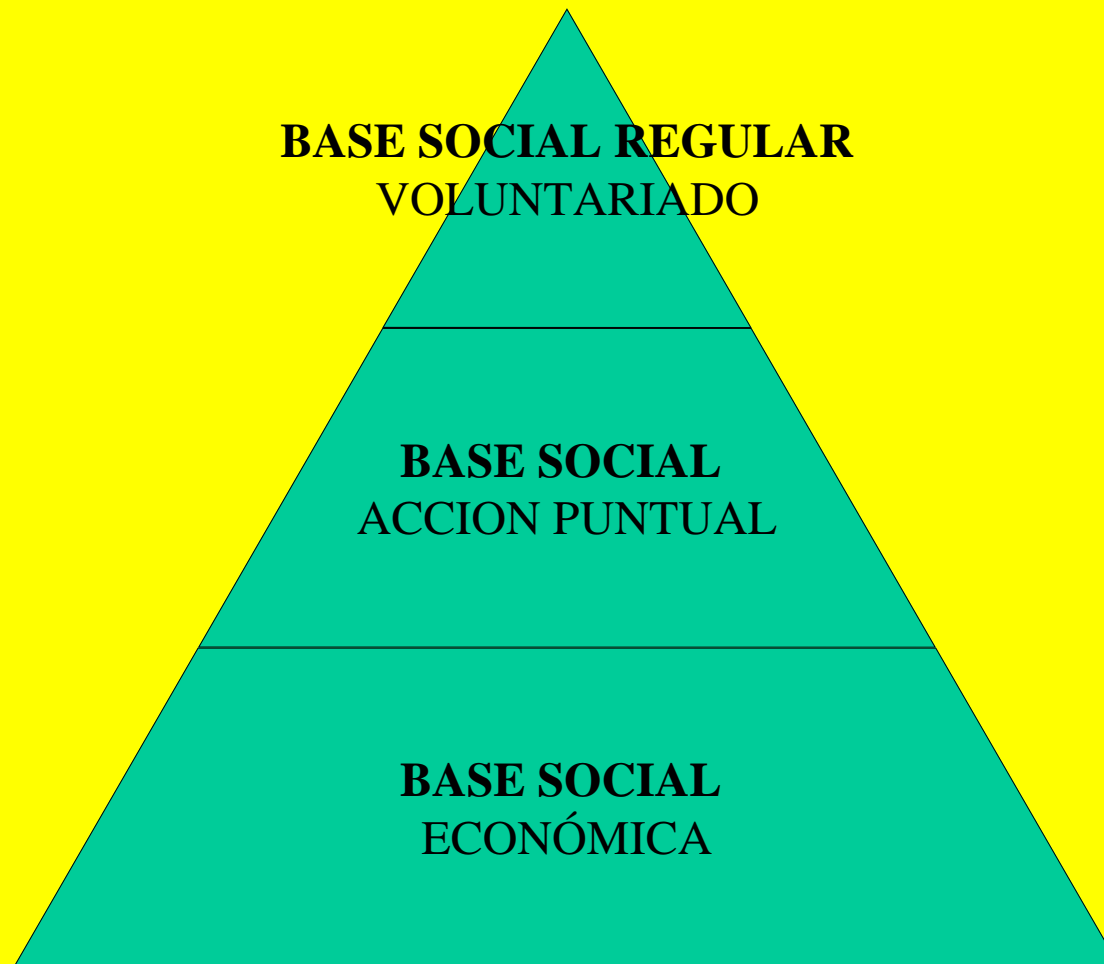 BASE SOCIAL REGULAR
VOLUNTARIADO
BASE SOCIAL
ACCION PUNTUAL
BASE SOCIAL
ECONÓMICA